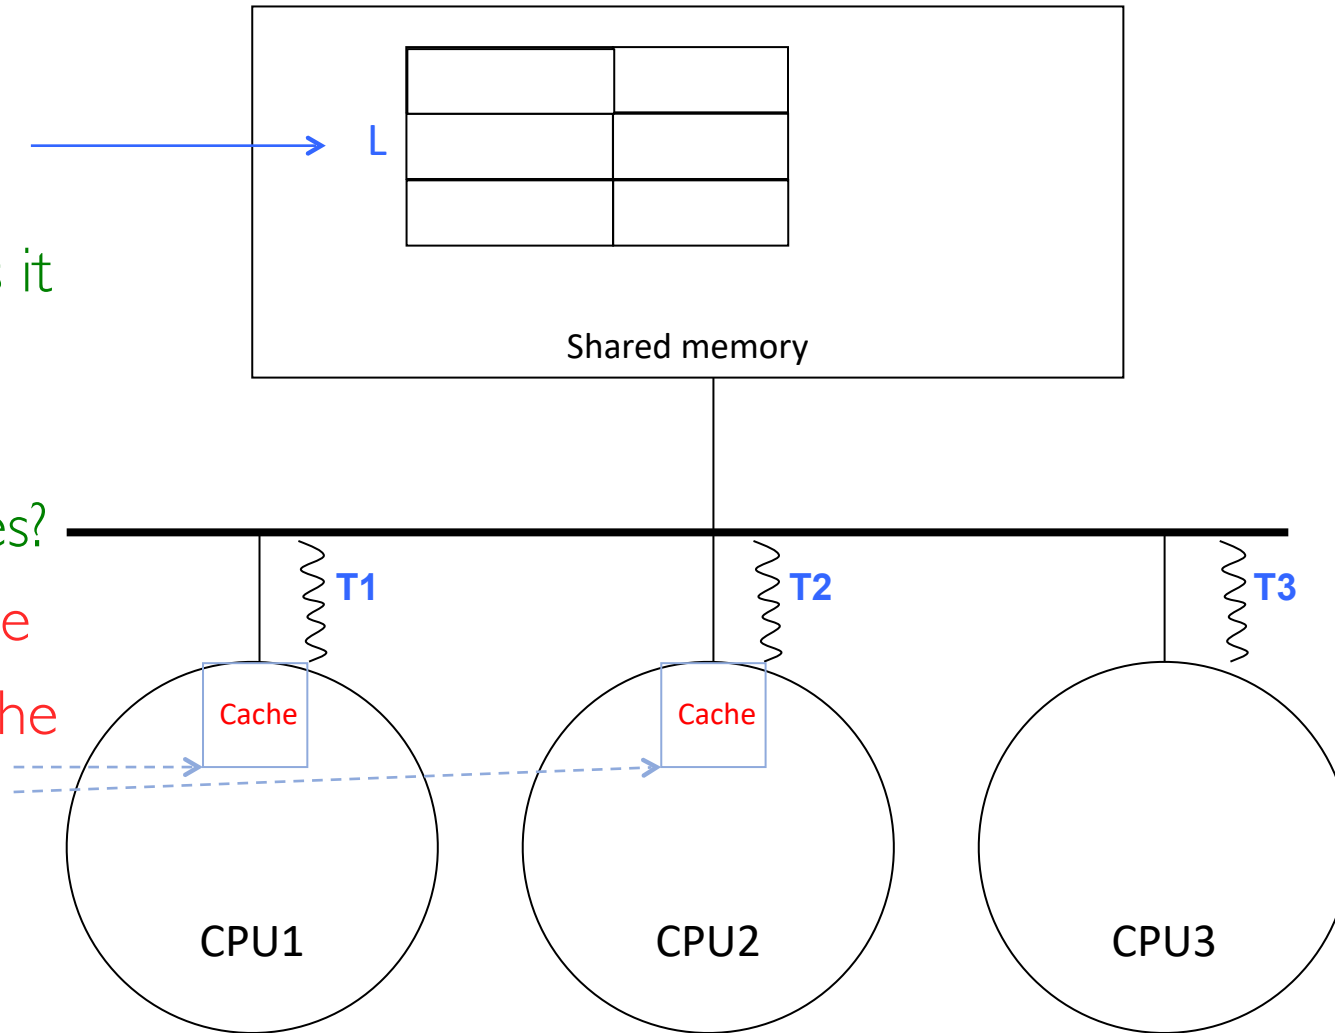 L
s it
Shared memory
es?
T1 T2 T3
e
he
Cache Cache
CPU1 CPU2 CPU3